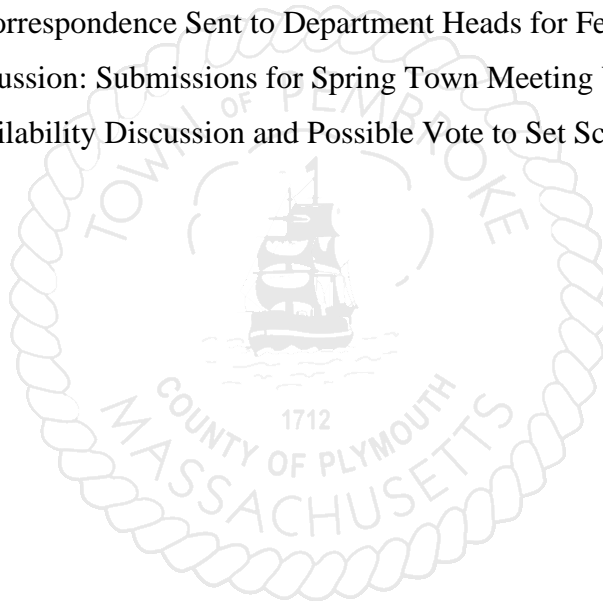 orrespondence Sent to Department Heads for Fe
ussion: Submissions for Spring Town Meeting
ilability Discussion and Possible Vote to Set Sc
TOWN OF PEMBROKE
1712
COUNTY OF PLYMOUTH
MASSACHUSETTS